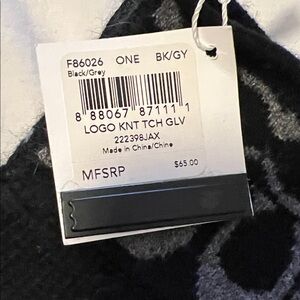 F86026 ONE BK/GY
Black/Grey
8 88067 87111 1
LOGO KNT TCH GLV
222398JAX
Made in China/Chine
MFSRP $65.00